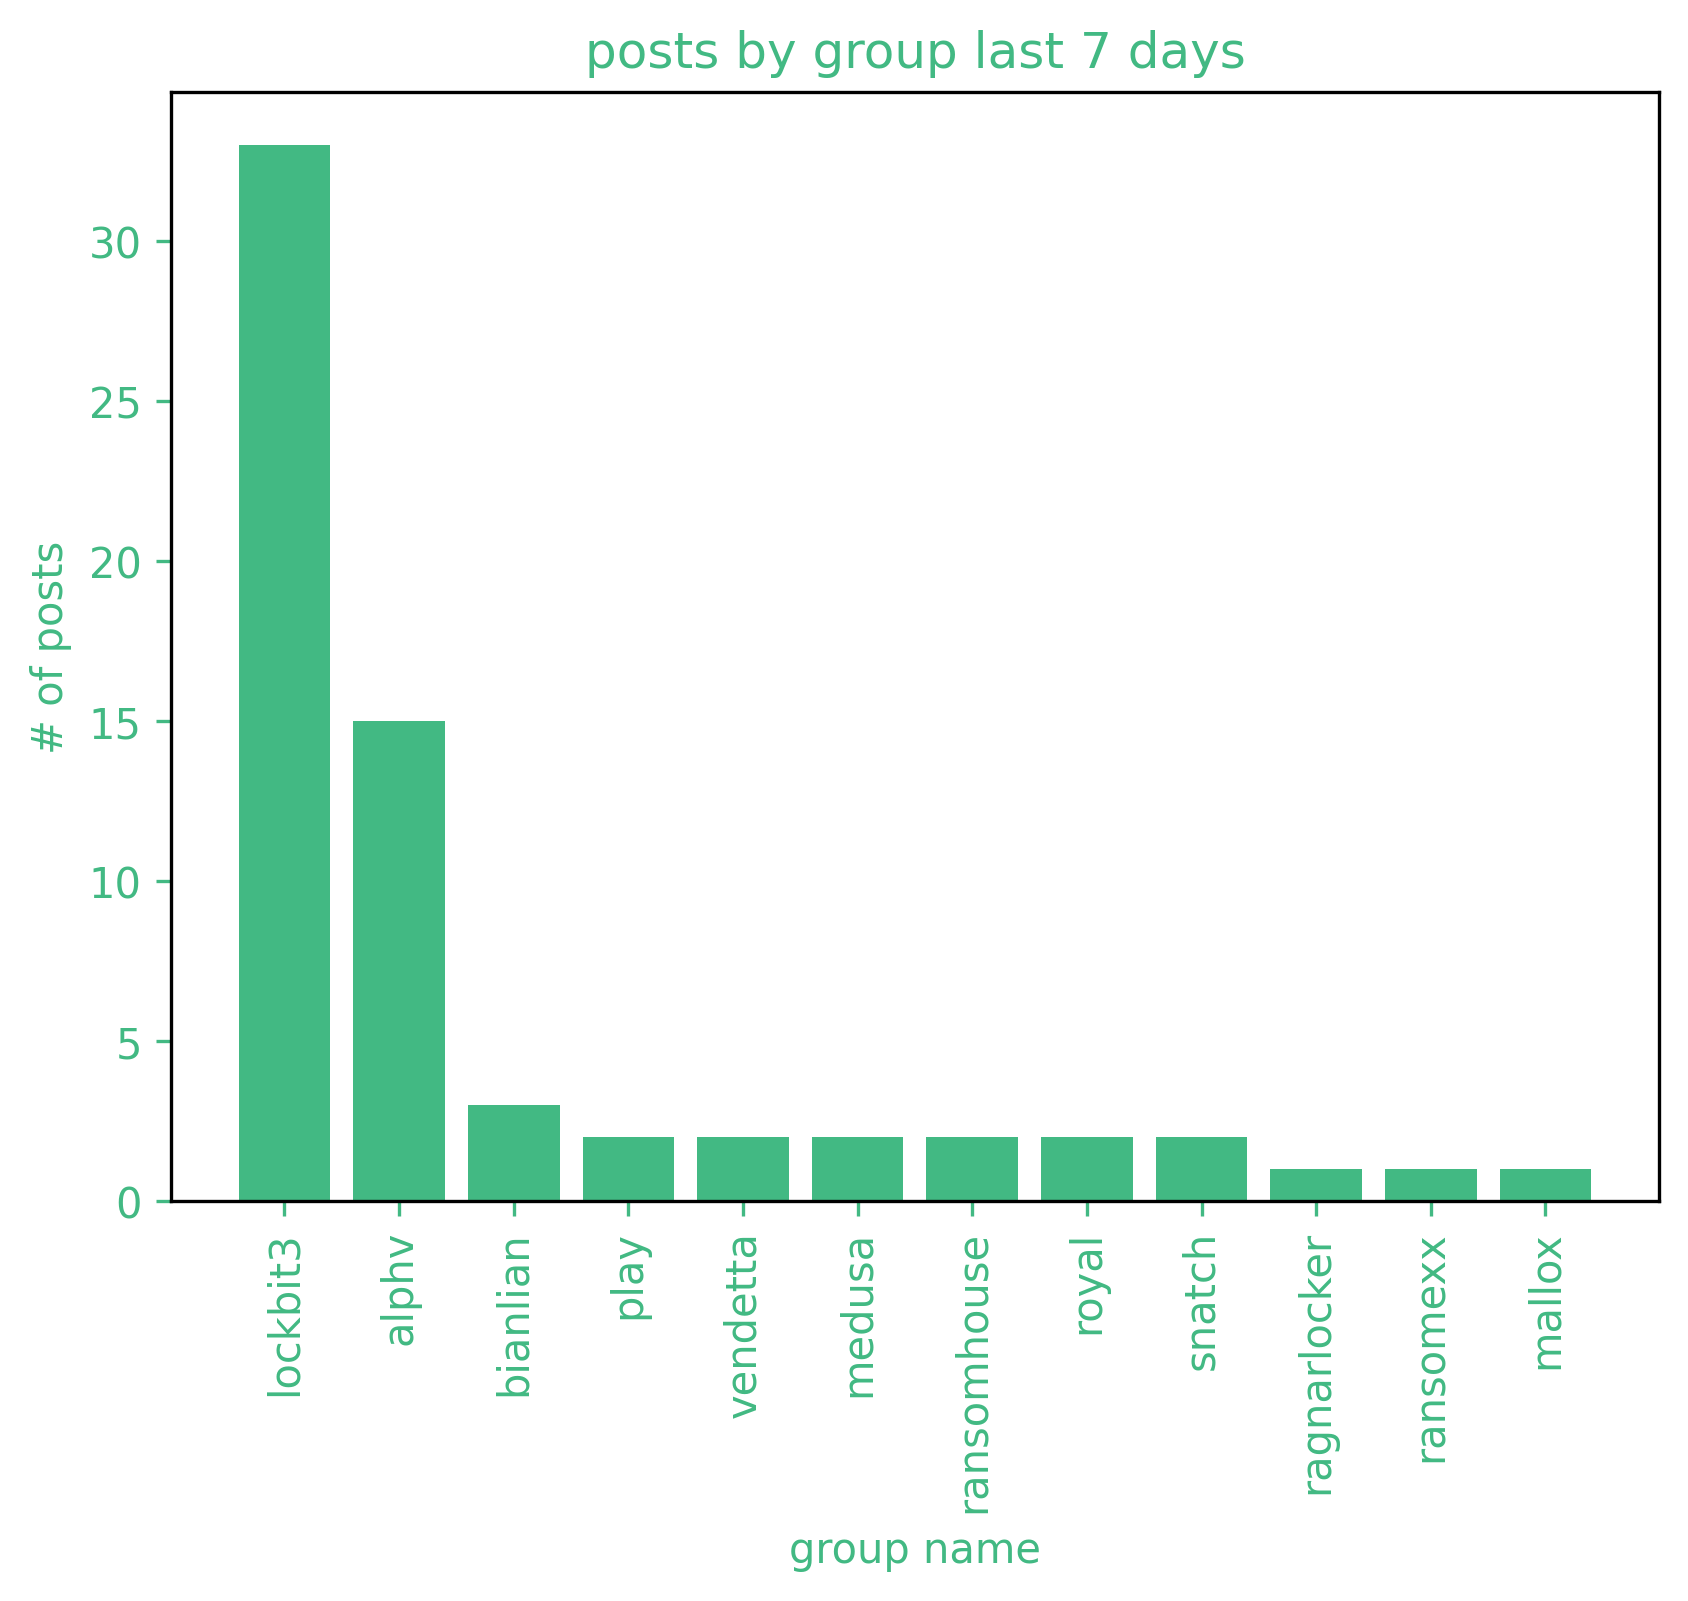 posts by group last 7 days
# of posts
30
25
20
15
10
5
0
lockbit3
alphv
bianlian
play
vendetta
medusa
ransomhouse
royal
snatch
ragnarlocker
ransomexx
mallox
group name